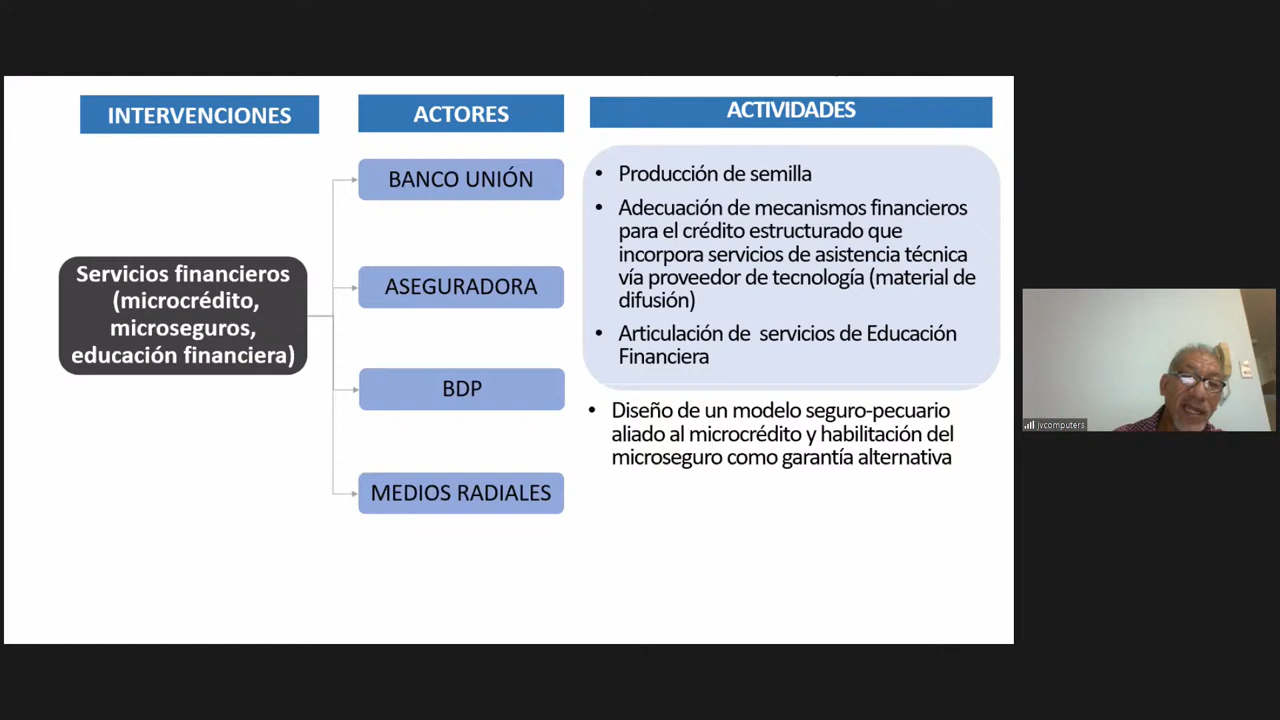 INTERVENCIONES
ACTORES
ACTIVIDADES
Servicios financieros
(microcrédito,
microseguros,
educación financiera)
BANCO UNIÓN
ASEGURADORA
BDP
MEDIOS RADIALES
• Producción de semilla
• Adecuación de mecanismos financieros
para el crédito estructurado que
incorpora servicios de asistencia técnica
vía proveedor de tecnología (material de
difusión)
• Articulación de servicios de Educación
Financiera
• Diseño de un modelo seguro-pecuario
aliado al microcrédito y habilitación del
microseguro como garantía alternativa
jvcomputers